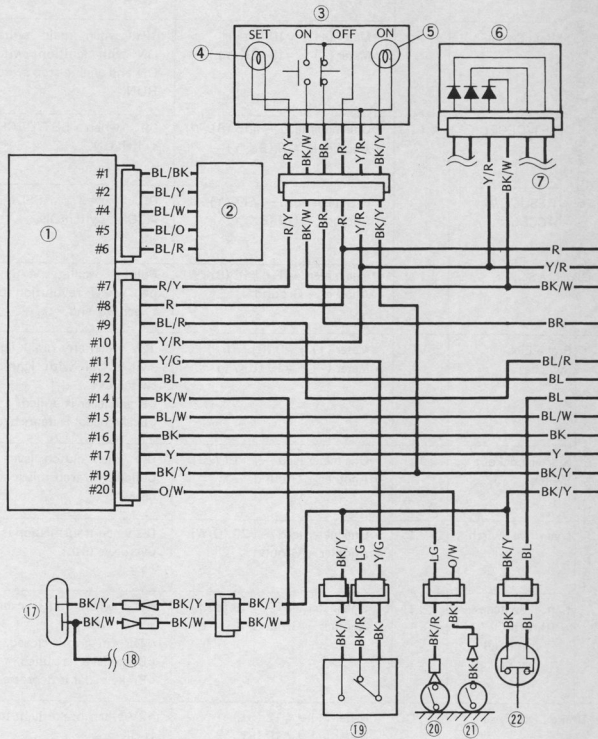 ③
SET ON OFF ON
④ ⑤ ⑥
R/Y BK/W BR R Y/R BK/Y
Y/R BK/W ⑦
R/Y BK/W BR R Y/R BK/Y
①
#1 BL/BK
#2 BL/Y
#4 BL/W ②
#5 BL/O
#6 BL/R
R
Y/R
BK/W
#7 R/Y
#8 R
#9 BL/R BR
#10 Y/R
#11 Y/G BL/R
#12 BL BL
#14 BK/W BL
#15 BL/W BL/W
#16 BK BK
#17 Y Y
#19 BK/Y BK/Y
#20 O/W BK/Y
BK/Y LG Y/G LG O/W BK/Y BL
⑰ BK/Y BK/Y BK/Y
BK/W BK/W BK/W
⑱
BK/Y BK/R BK BK/R BK BK BK BL
⑲ ⑳ ㉑ ㉒